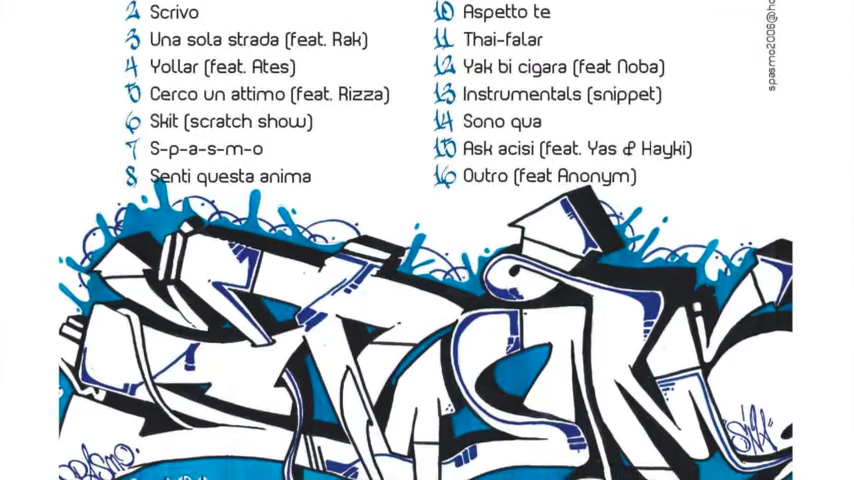 2 Scrivo
3 Una sola strada (feat. Rak)
4 Yollar (feat. Ates)
5 Cerco un attimo (feat. Rizza)
6 Skit (scratch show)
7 S-p-a-s-m-o
8 Senti questa anima
10 Aspetto te
11 Thai-falar
12 Yak bi cigara (feat Noba)
13 Instrumentals (snippet)
14 Sono qua
15 Ask acisi (feat. Yas & Hayki)
16 Outro (feat Anonym)
spasmo2006@ho